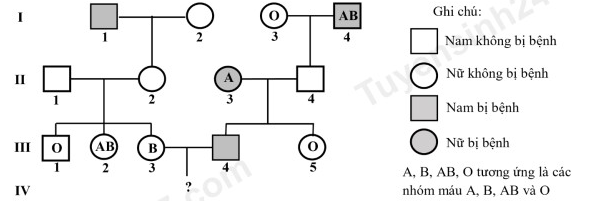 I
1
2
O
3
AB
4
II
1
2
A
3
4
III
O
1
AB
2
B
3
4
O
5
IV
?
Ghi chú:
Nam không bị bệnh
Nữ không bị bệnh
Nam bị bệnh
Nữ bị bệnh
A, B, AB, O tương ứng là các
nhóm máu A, B, AB và O
Tuyensinh24
.com